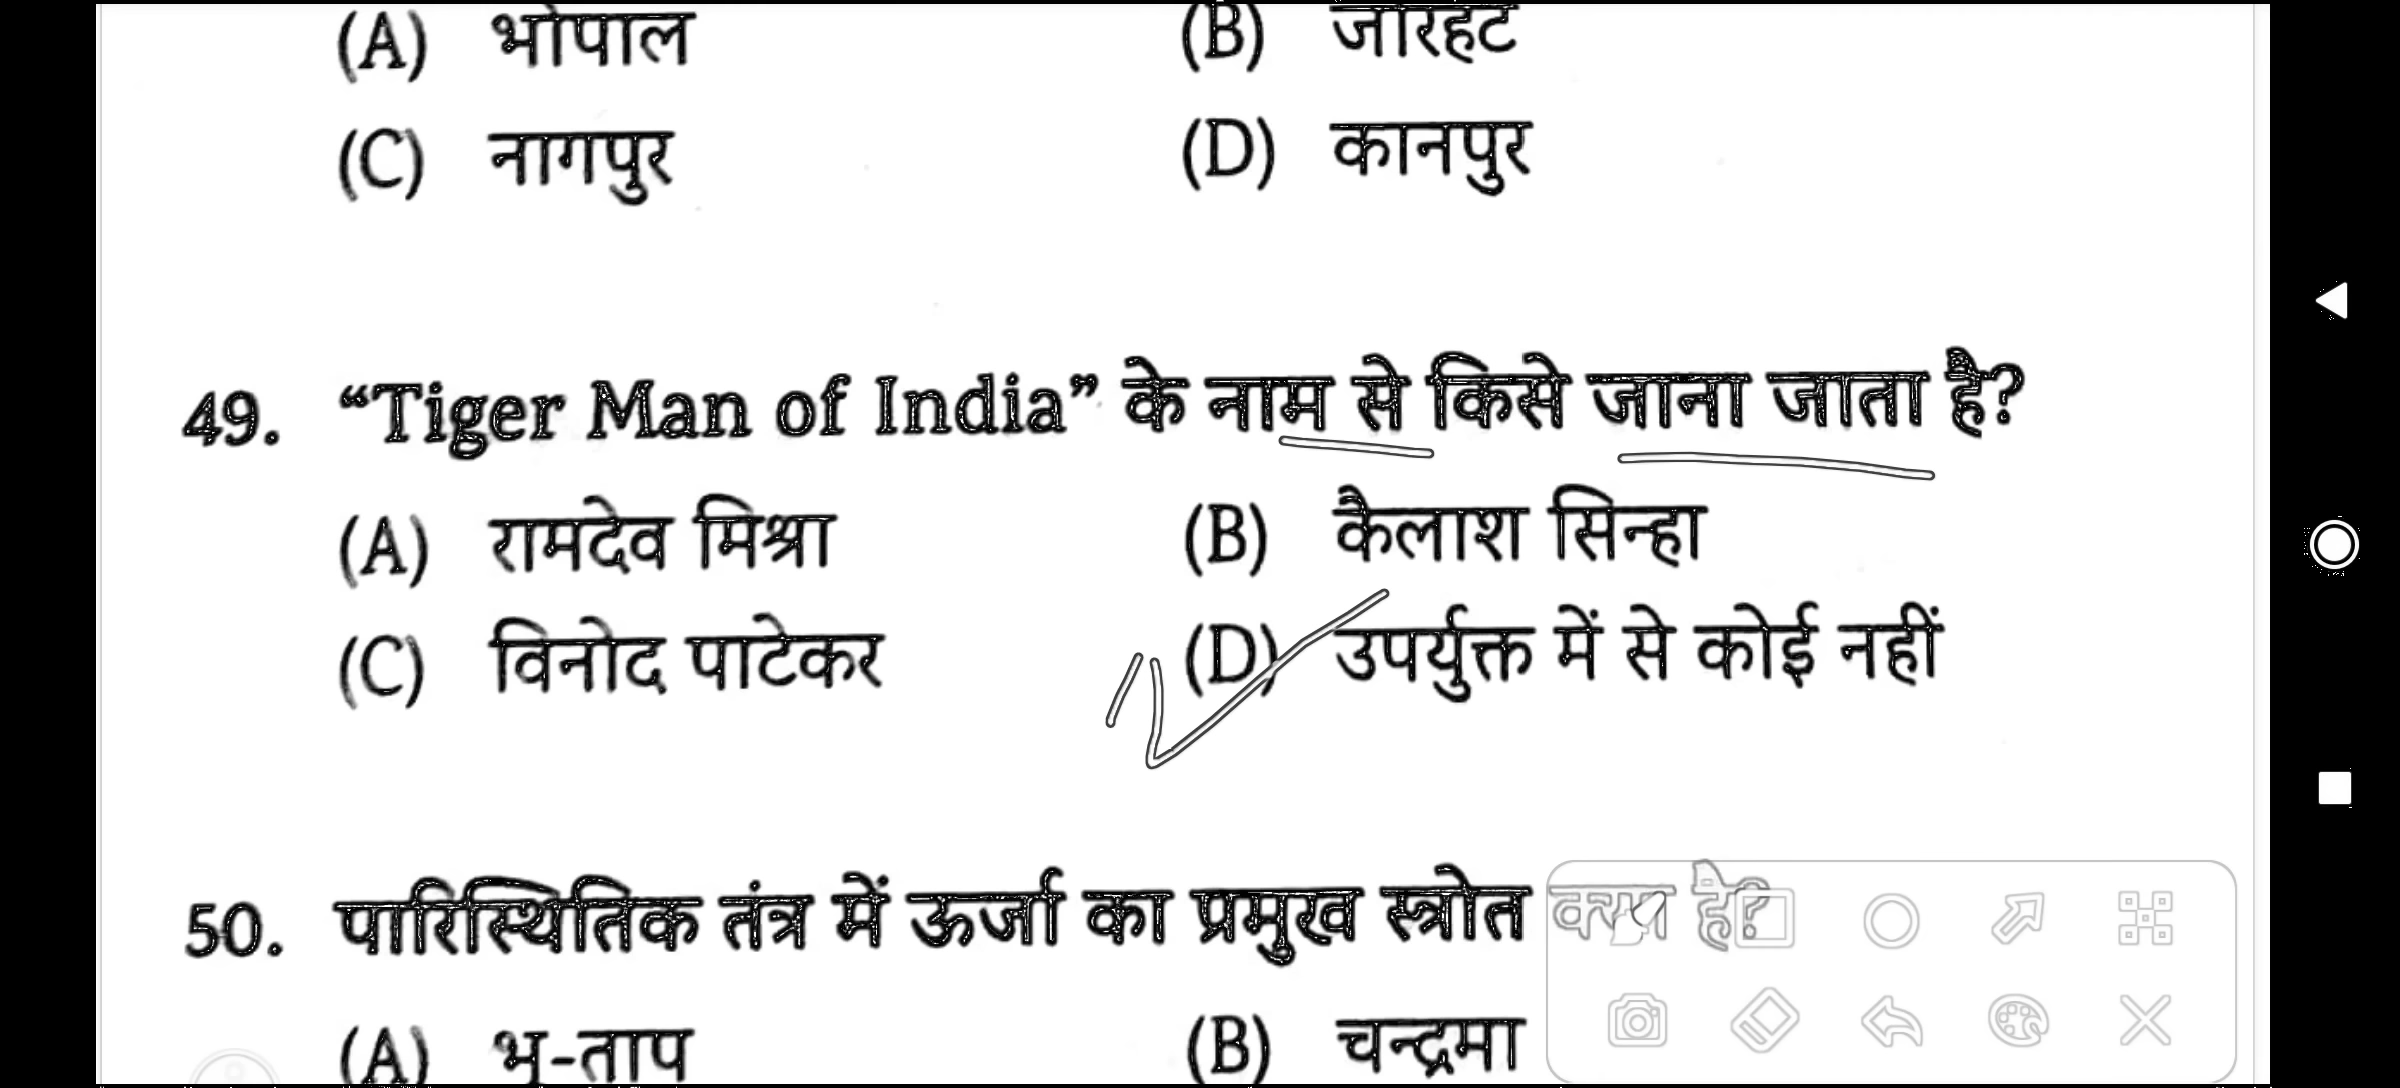 (A) भोपाल (B) जोरहट
(C) नागपुर (D) कानपुर
49. “Tiger Man of India” के नाम से किसे जाना जाता है?
(A) रामदेव मिश्रा (B) कैलाश सिन्हा
(C) विनोद पाटेकर (D) उपर्युक्त में से कोई नहीं
50. पारिस्थितिक तंत्र में ऊर्जा का प्रमुख स्त्रोत क्या है?
(A) भू-ताप (B) चन्द्रमा